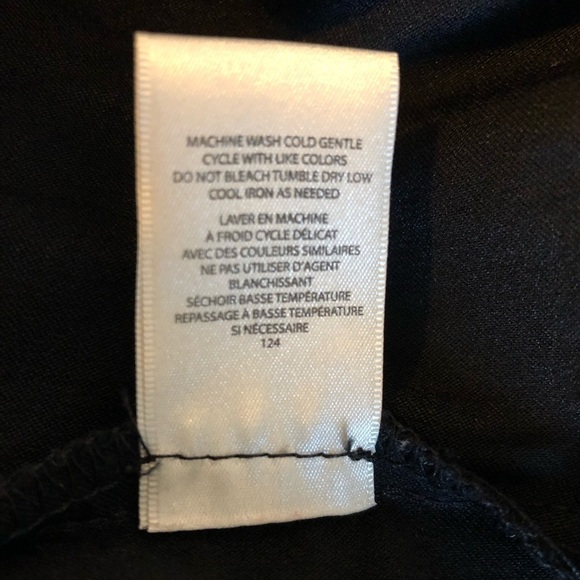 MACHINE WASH COLD GENTLE
CYCLE WITH LIKE COLORS
DO NOT BLEACH TUMBLE DRY LOW
COOL IRON AS NEEDED
LAVER EN MACHINE
À FROID CYCLE DÉLICAT
AVEC DES COULEURS SIMILAIRES
NE PAS UTILISER D'AGENT
BLANCHISSANT
SÉCHOIR BASSE TEMPÉRATURE
REPASSAGE À BASSE TEMPÉRATURE
SI NÉCESSAIRE
124